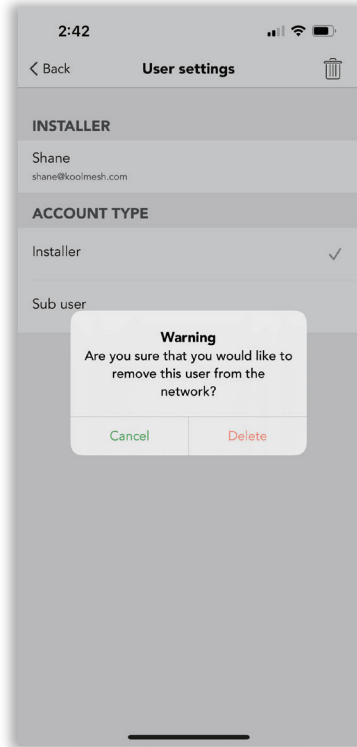 2:42
Back
User settings
INSTALLER
Shane
shane@koolmesh.com
ACCOUNT TYPE
Installer
Sub user
Warning
Are you sure that you would like to
remove this user from the
network?
Cancel
Delete